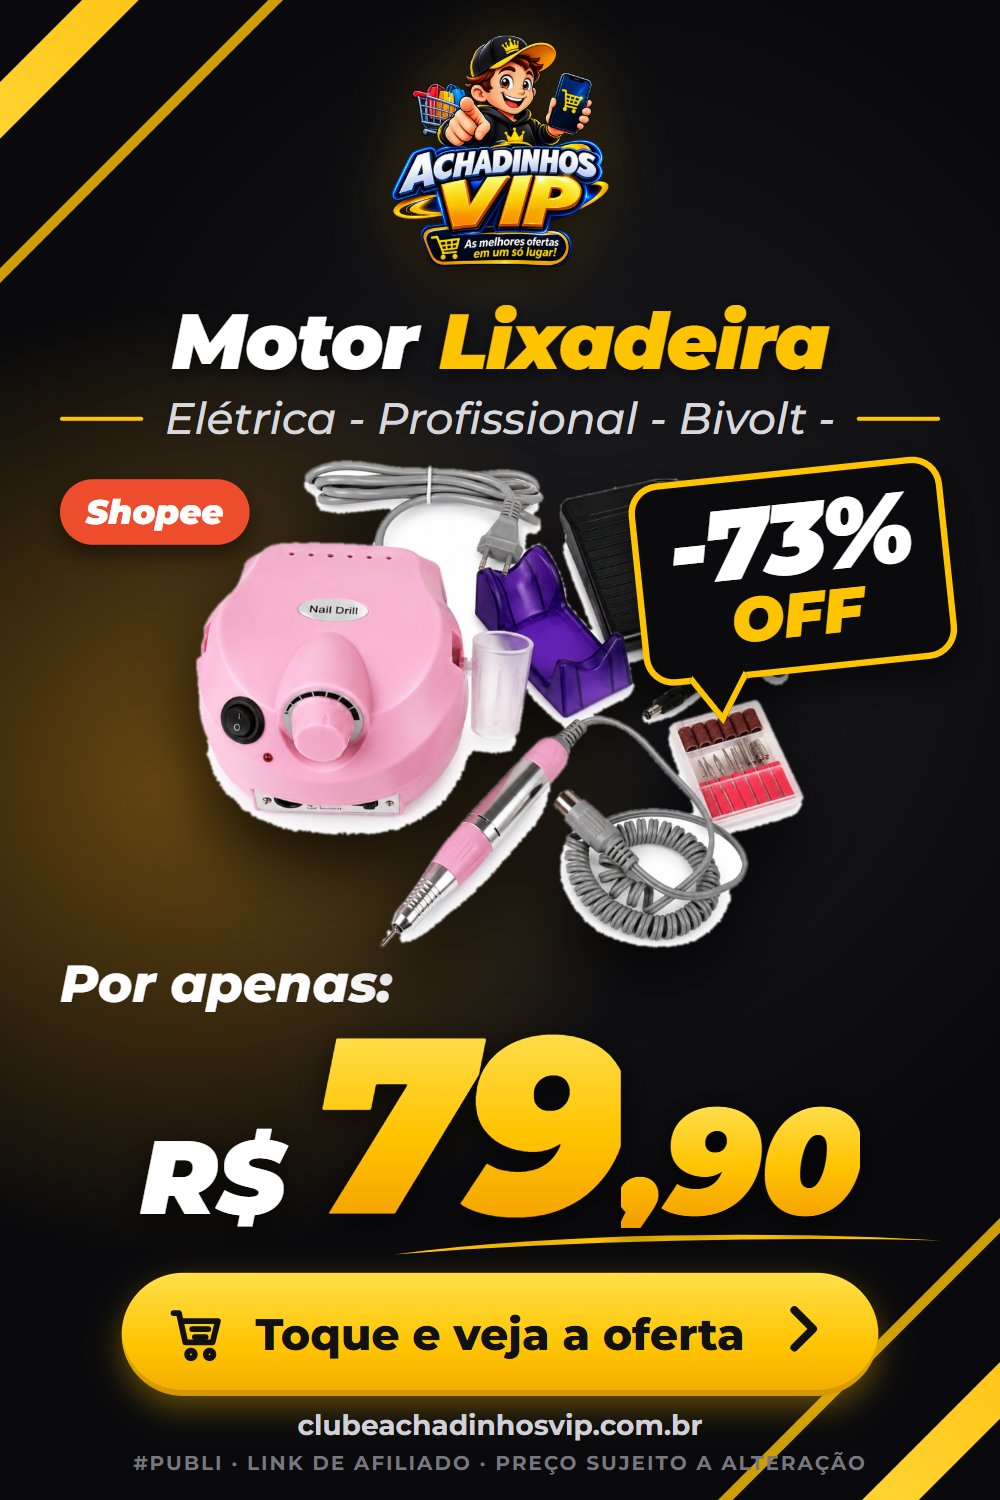 ACHADINHOS
VIP
As melhores ofertas
em um só lugar!
Motor Lixadeira
Elétrica - Profissional - Bivolt -
Shopee
-73%
OFF
Nail Drill
Por apenas:
R$ 79,90
Toque e veja a oferta
clubeachadinhosvip.com.br
#PUBLI · LINK DE AFILIADO · PREÇO SUJEITO A ALTERAÇÃO